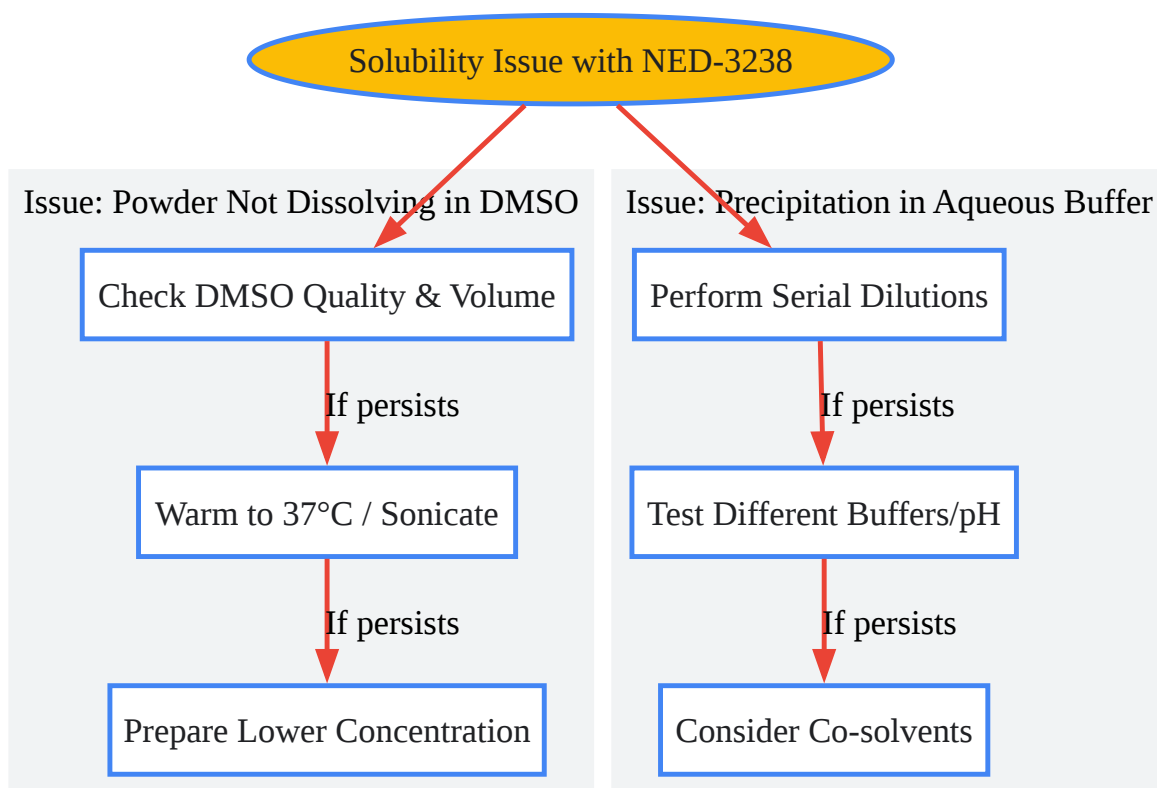 Solubility Issue with NED-3238
Issue: Powder Not Dissolving in DMSO
Check DMSO Quality & Volume
If persists
Warm to 37°C / Sonicate
If persists
Prepare Lower Concentration
Issue: Precipitation in Aqueous Buffer
Perform Serial Dilutions
If persists
Test Different Buffers/pH
If persists
Consider Co-solvents